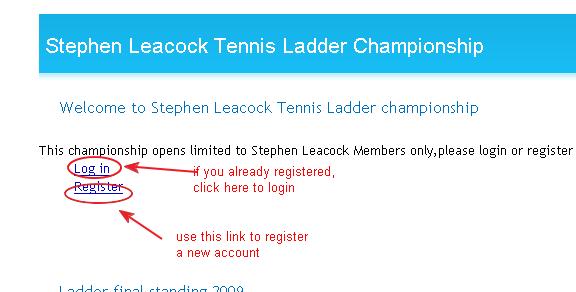 Stephen Leacock Tennis Ladder Championship
Welcome to Stephen Leacock Tennis Ladder championship
This championship opens limited to Stephen Leacock Members only,please login or register
Log in
if you already registered,
click here to login
Register
use this link to register
a new account
Ladder final standing 2009